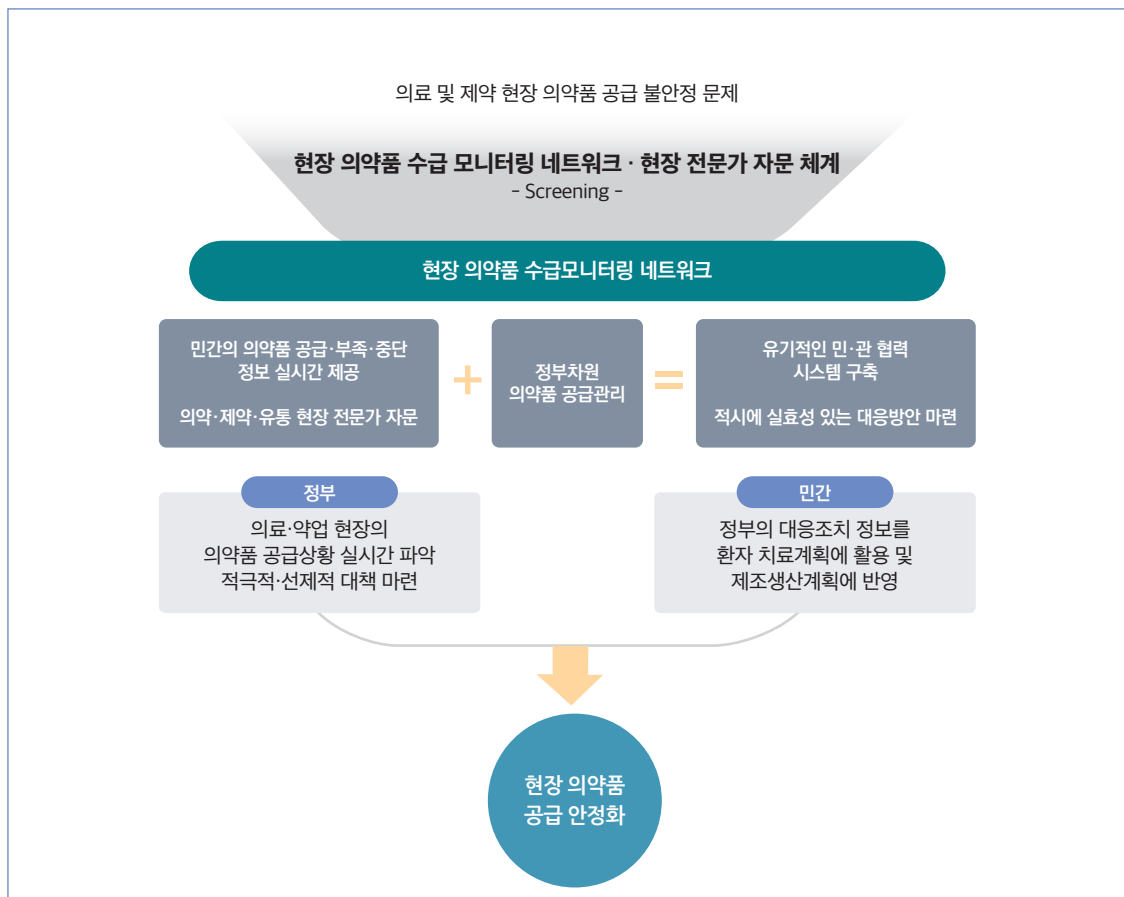 의료 및 제약 현장 의약품 공급 불안정 문제
현장 의약품 수급 모니터링 네트워크 · 현장 전문가 자문 체계
- Screening -
현장 의약품 수급모니터링 네트워크
민간의 의약품 공급·부족·중단
정보 실시간 제공
의약·제약·유통 현장 전문가 자문
+
정부차원
의약품 공급관리
=
유기적인 민·관 협력
시스템 구축
적시에 실효성 있는 대응방안 마련
정부
의료·약업 현장의
의약품 공급상황 실시간 파악
적극적·선제적 대책 마련
민간
정부의 대응조치 정보를
환자 치료계획에 활용 및
제조생산계획에 반영
현장 의약품
공급 안정화